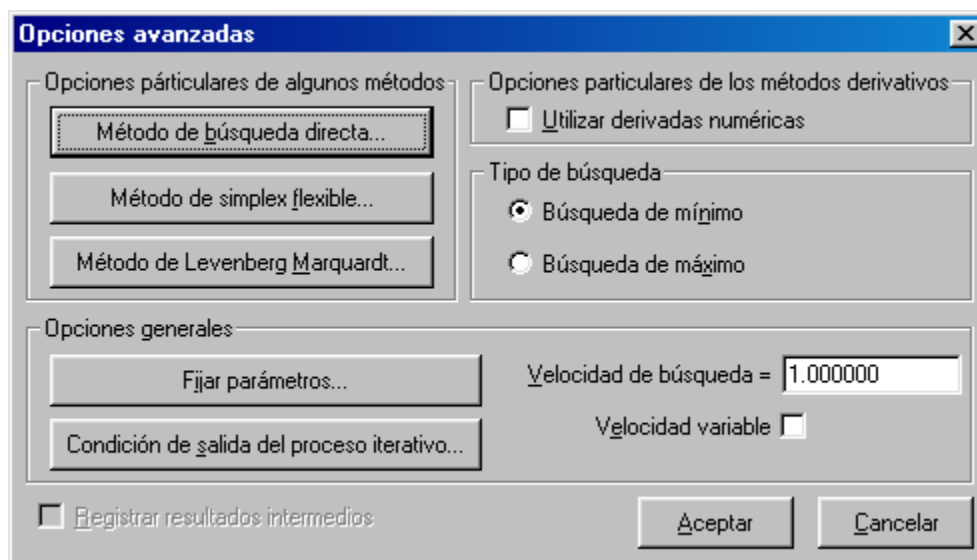 Opciones avanzadas
Opciones párticulares de algunos métodos
Método de búsqueda directa...
Método de simplex flexible...
Método de Levenberg Marquardt...
Opciones particulares de los métodos derivativos
Utilizar derivadas numéricas
Tipo de búsqueda
Búsqueda de mínimo
Búsqueda de máximo
Opciones generales
Fijar parámetros...
Condición de salida del proceso iterativo...
Velocidad de búsqueda = 1.000000
Velocidad variable
Registrar resultados intermedios
Aceptar
Cancelar